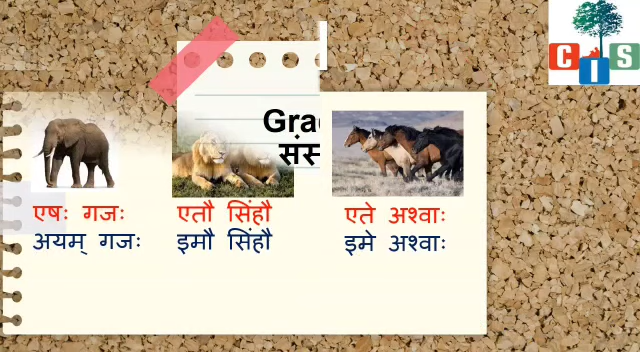 CIS
Gra
संस
एषः गजः
अयम् गजः
एतौ सिंहौ
इमौ सिंहौ
एते अश्वाः
इमे अश्वाः